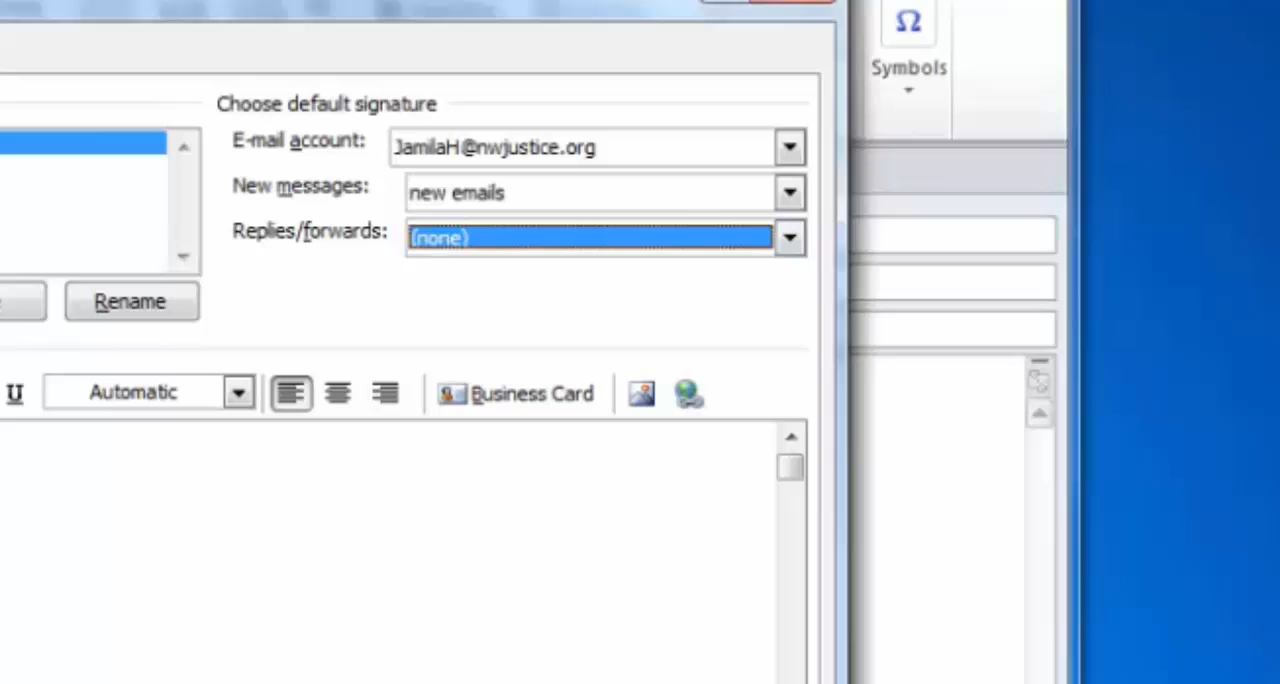 Ω
Symbols
Choose default signature
E-mail account: JamilaH@nwjustice.org
New messages: new emails
Replies/forwards: (none)
Rename
U Automatic Business Card